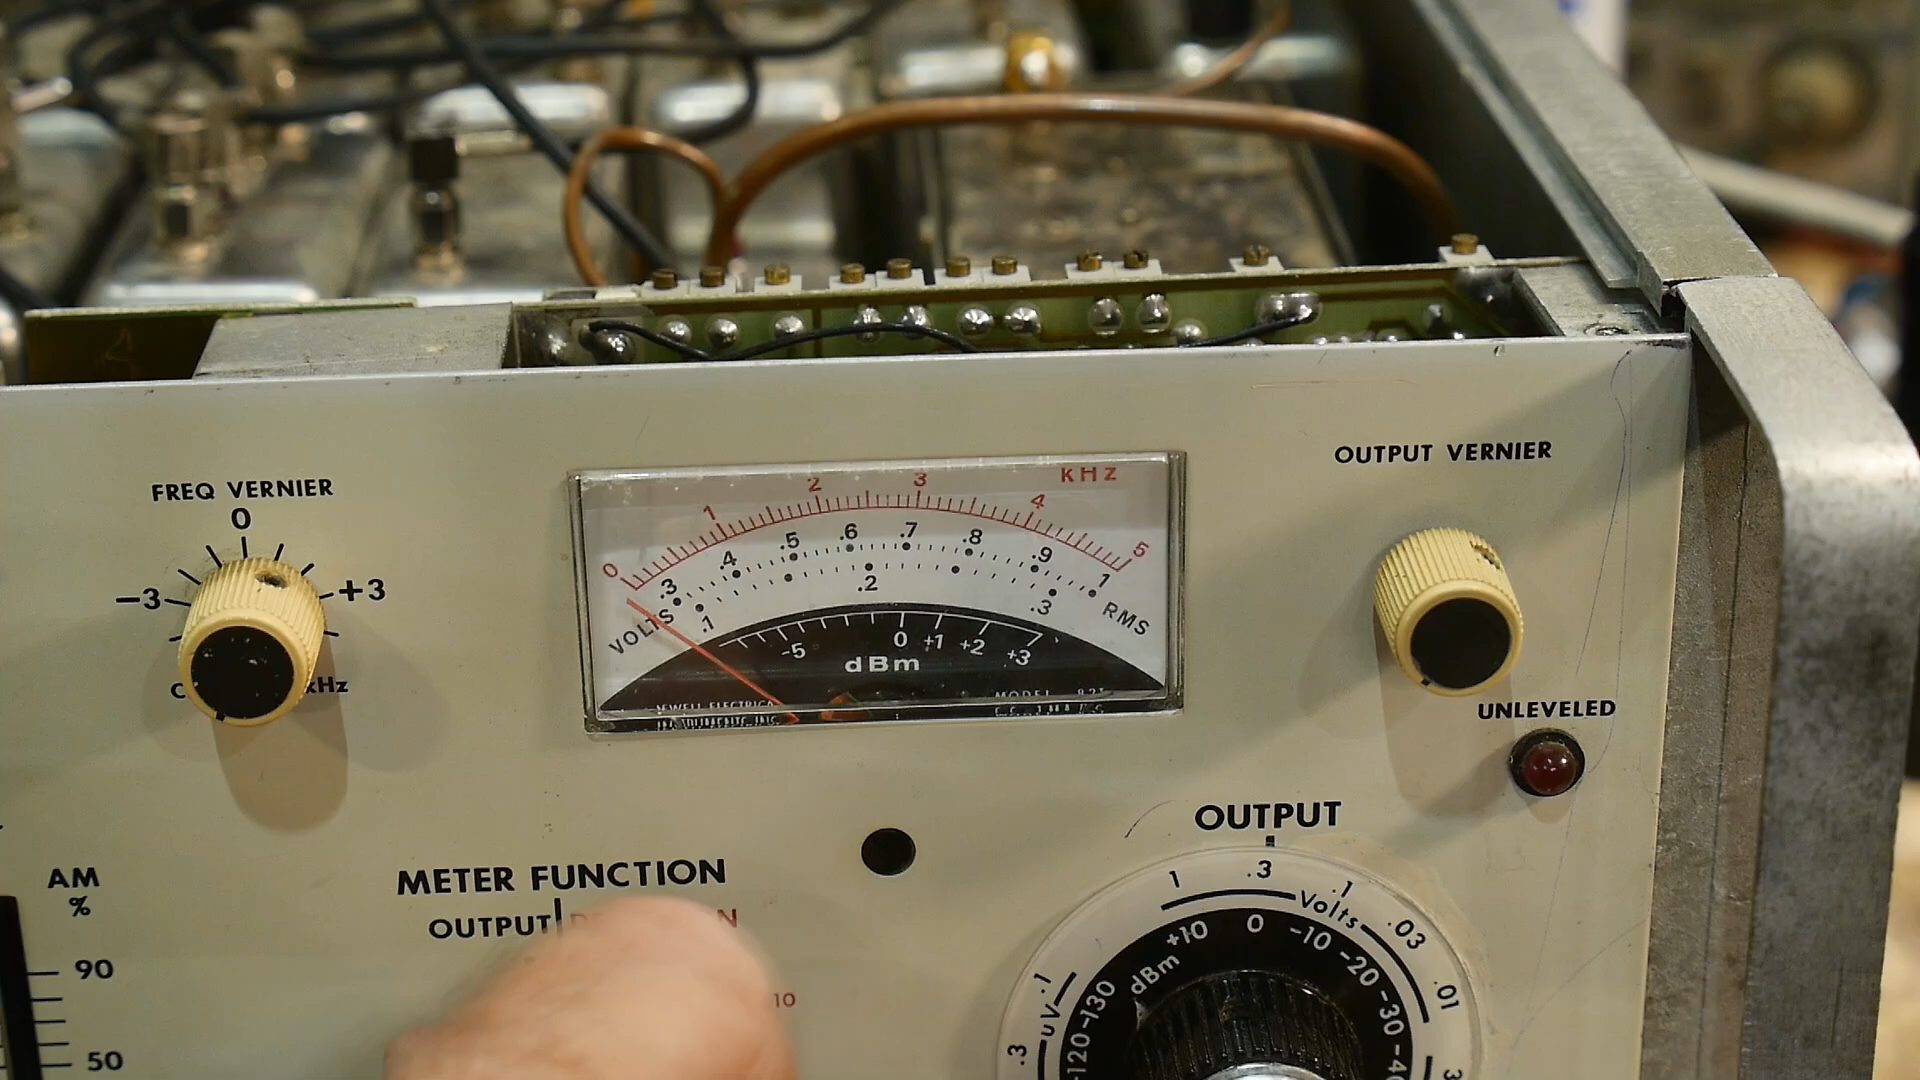 FREQ VERNIER
0
-3 +3
kHz
AM
%
90
50
0 1 2 3 4 5 KHZ
.3 .4 .5 .6 .7 .8 .9 1
VOLTS .1 .2 .3 RMS
-5 0 +1 +2 +3
dBm
MODEL
OUTPUT VERNIER
UNLEVELED
METER FUNCTION
OUTPUT
10
OUTPUT
1 .3 .1 .03 .01
Volts
.3 uV .1
dBm
-120 -130 +10 0 -10 -20 -30